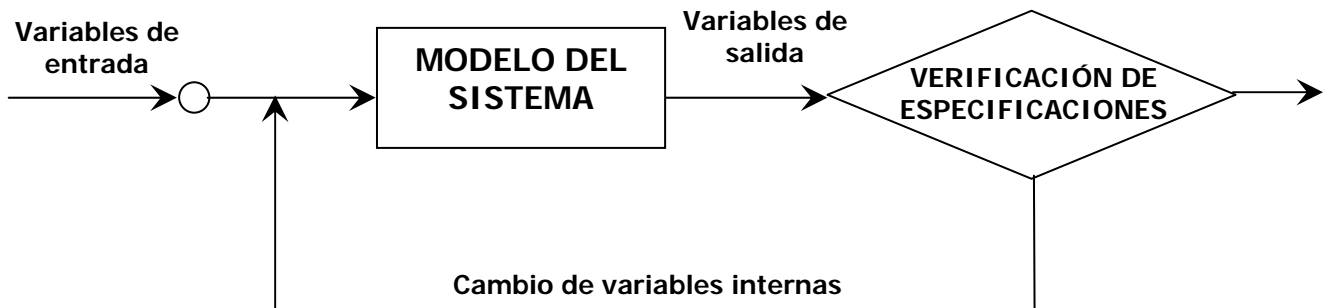 Variables de
entrada
MODELO DEL
SISTEMA
Variables de
salida
VERIFICACIÓN DE
ESPECIFICACIONES
Cambio de variables internas